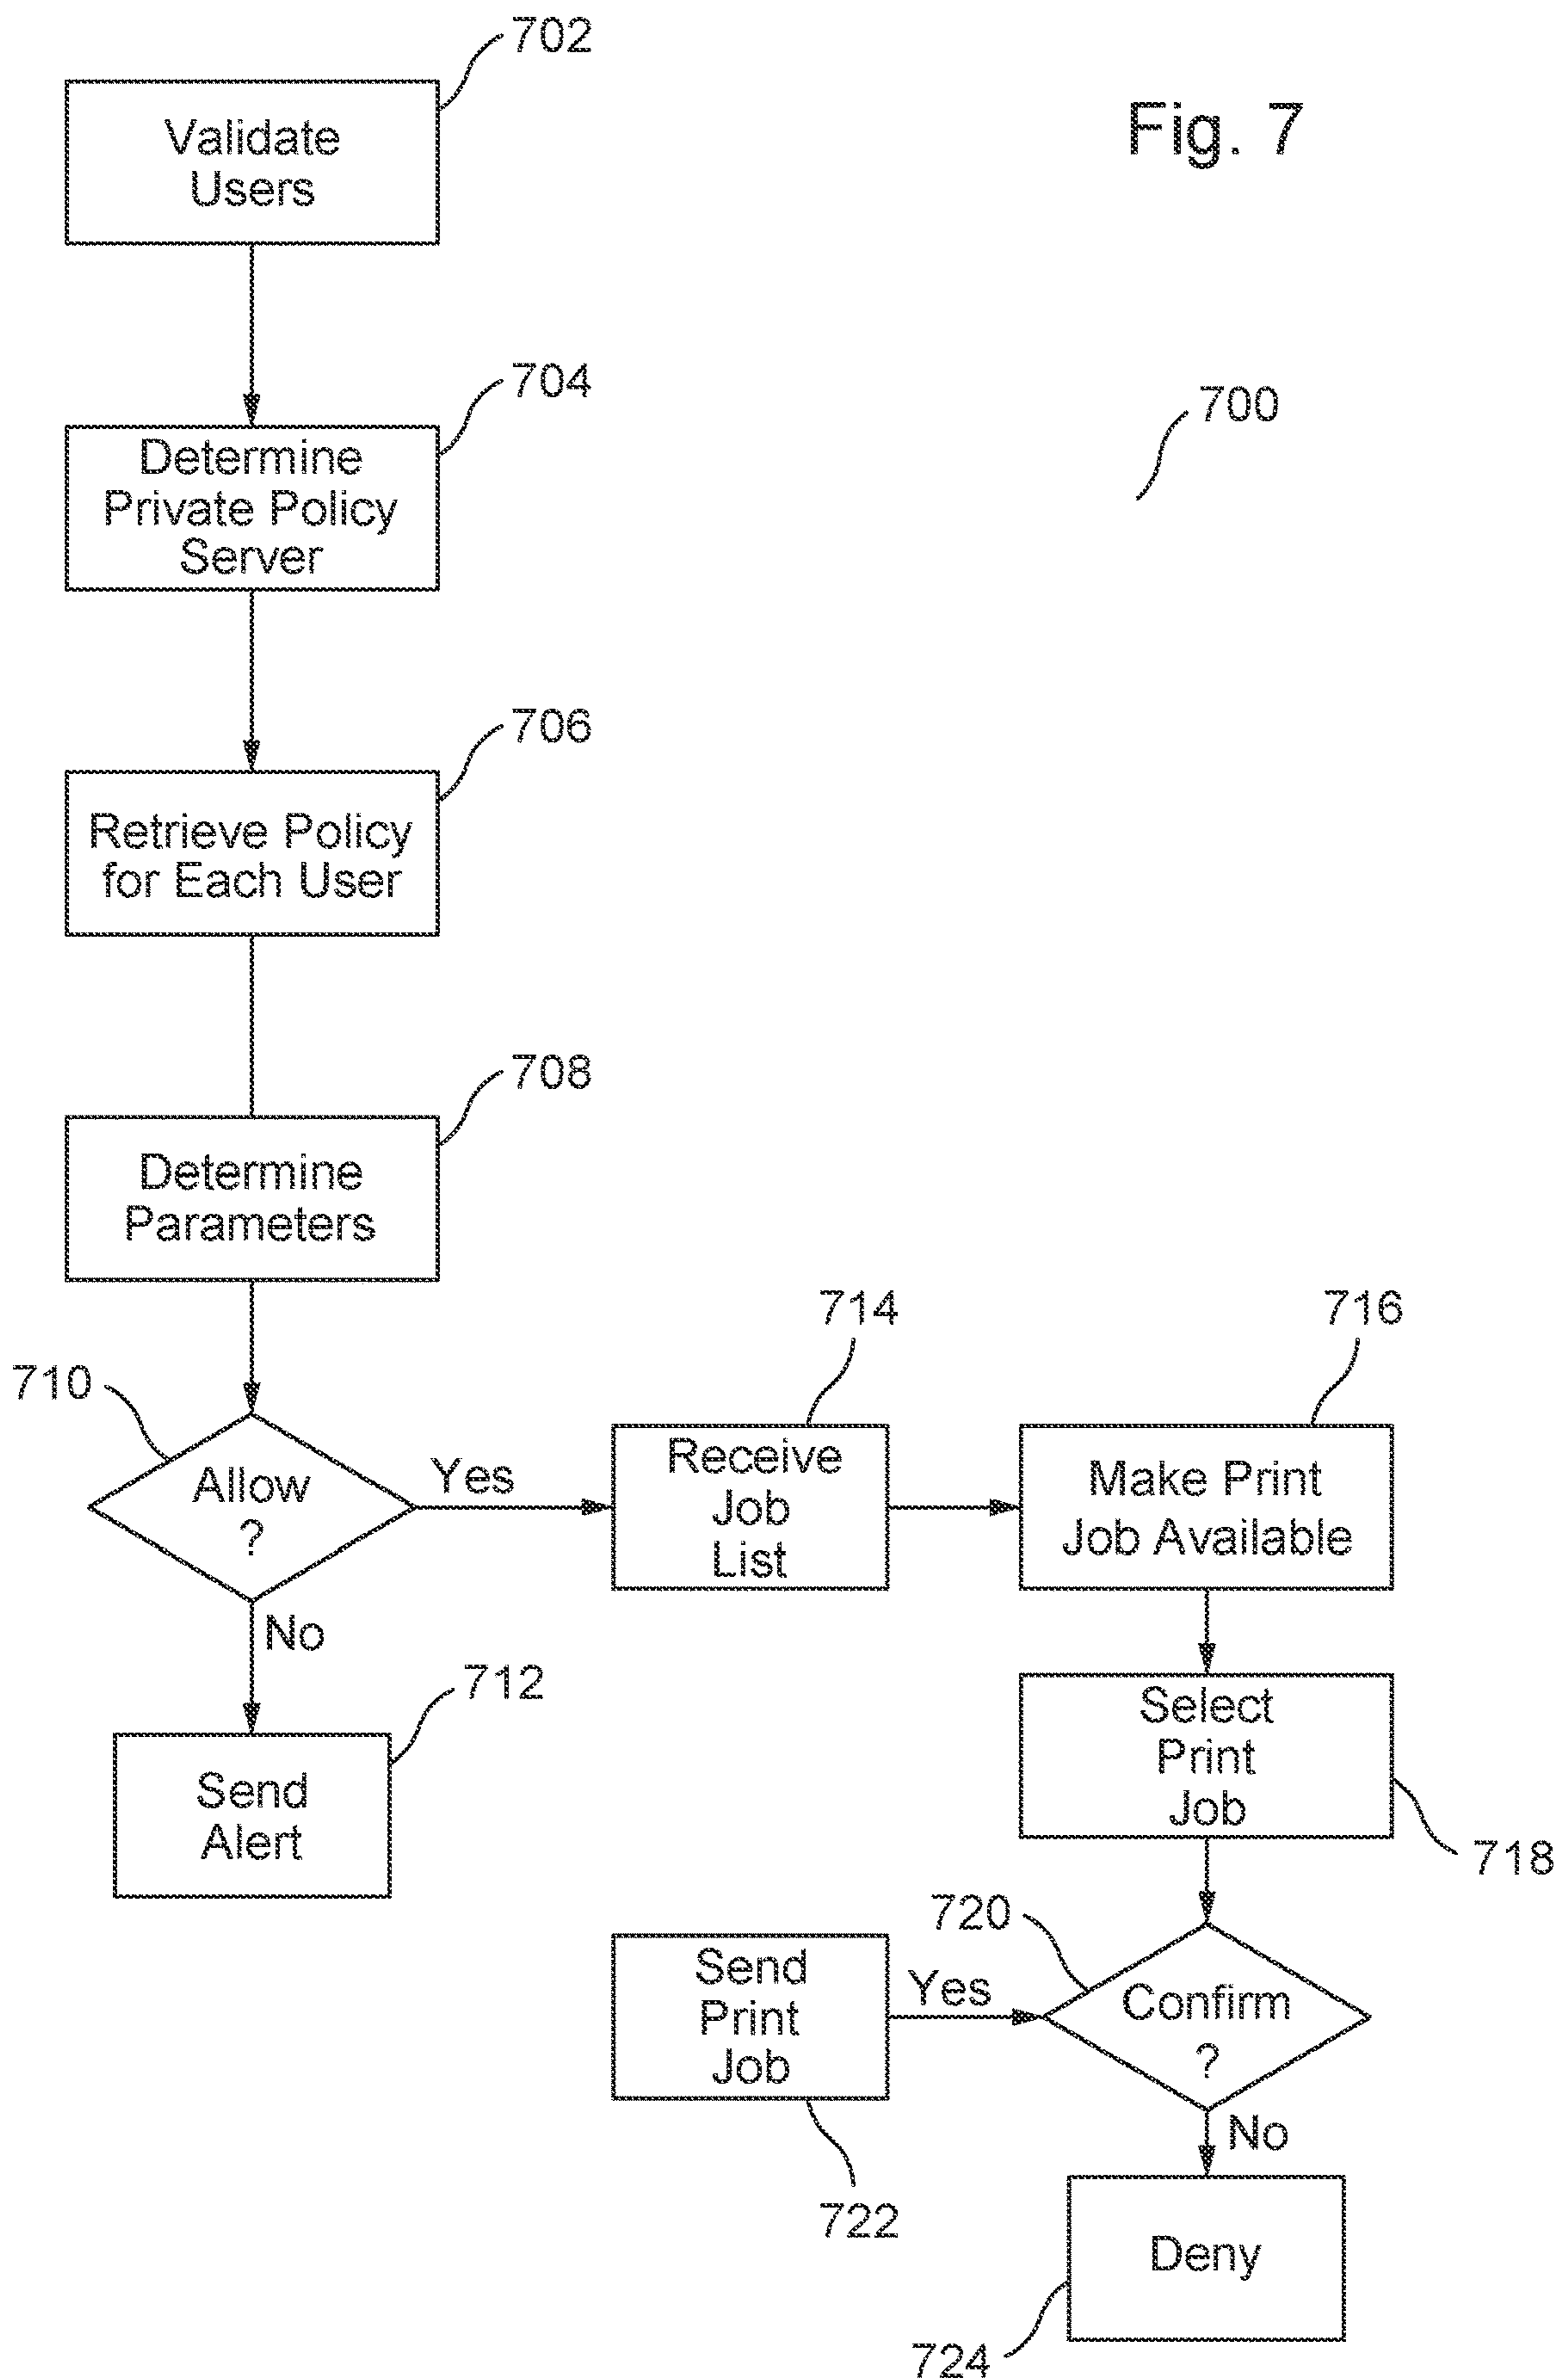 702
Fig. 7
Validate
Users
704
700
Determine
Private Policy
Server
706
Retrieve Policy
for Each User
708
Determine
Parameters
710
Allow
?
Yes
No
714
Receive
Job
List
716
Make Print
Job Available
712
Send
Alert
Select
Print
Job
718
720
Confirm
?
Yes
No
Send
Print
Job
722
Deny
724